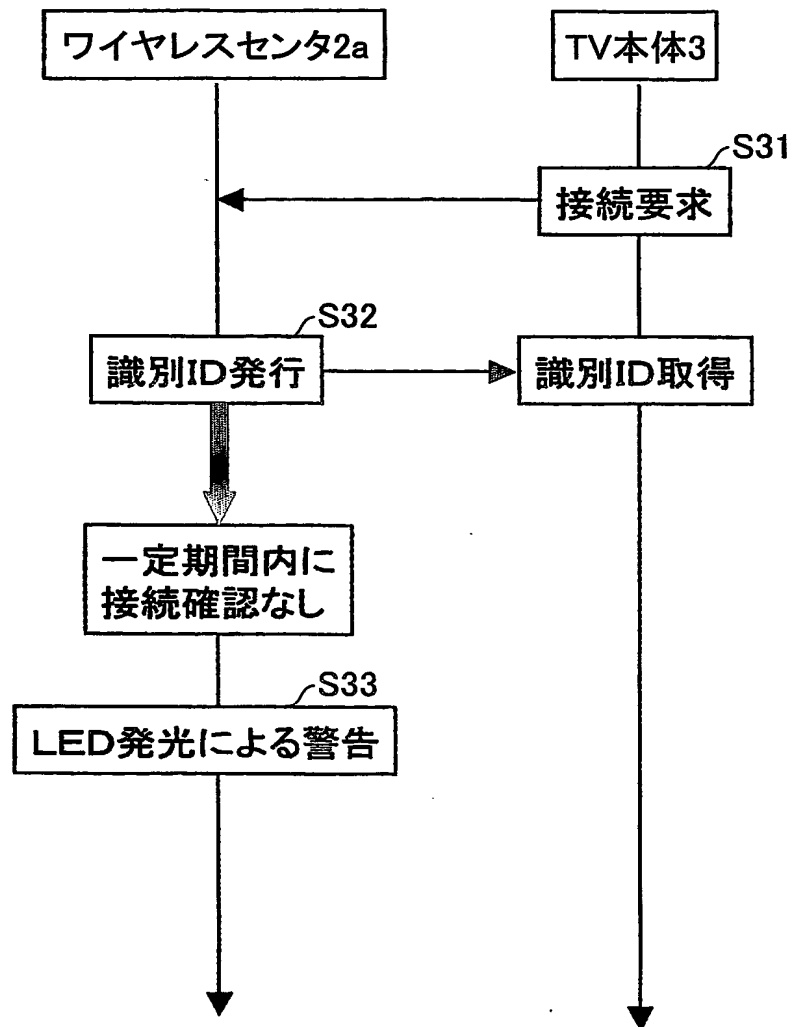 ワイヤレスセンタ2a
TV本体3
S31
接続要求
S32
識別ID発行
識別ID取得
一定期間内に
接続確認なし
S33
LED発光による警告